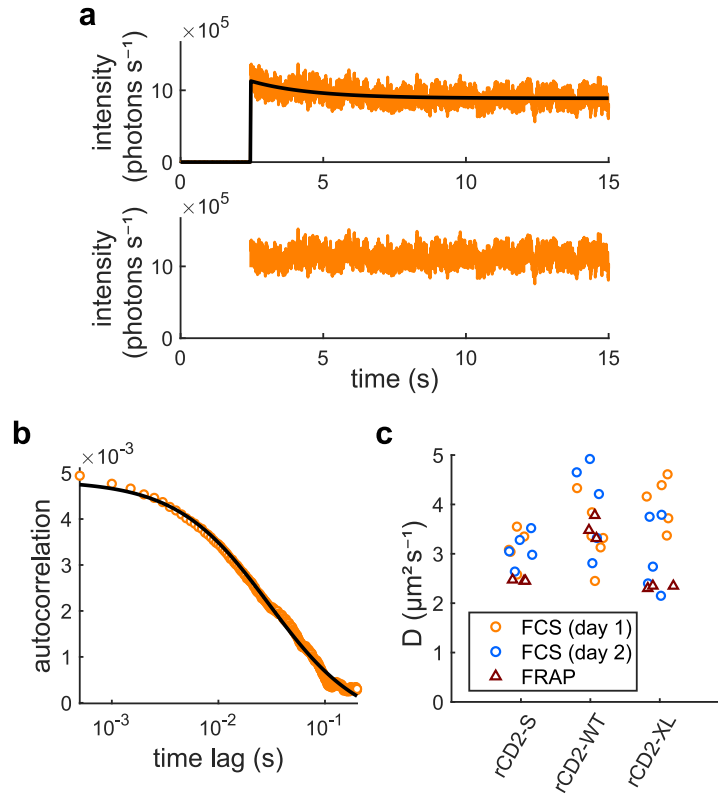 a
×10⁵
intensity
(photons s⁻¹)
10
0
0 5 10 15
×10⁵
intensity
(photons s⁻¹)
10
0
0 5 10 15
time (s)
b
×10⁻³
autocorrelation
5
4
3
2
1
0
10⁻³ 10⁻² 10⁻¹
time lag (s)
c
D (µm² s⁻¹)
5
4
3
2
1
0
FCS (day 1)
FCS (day 2)
FRAP
rCD2-S
rCD2-WT
rCD2-XL